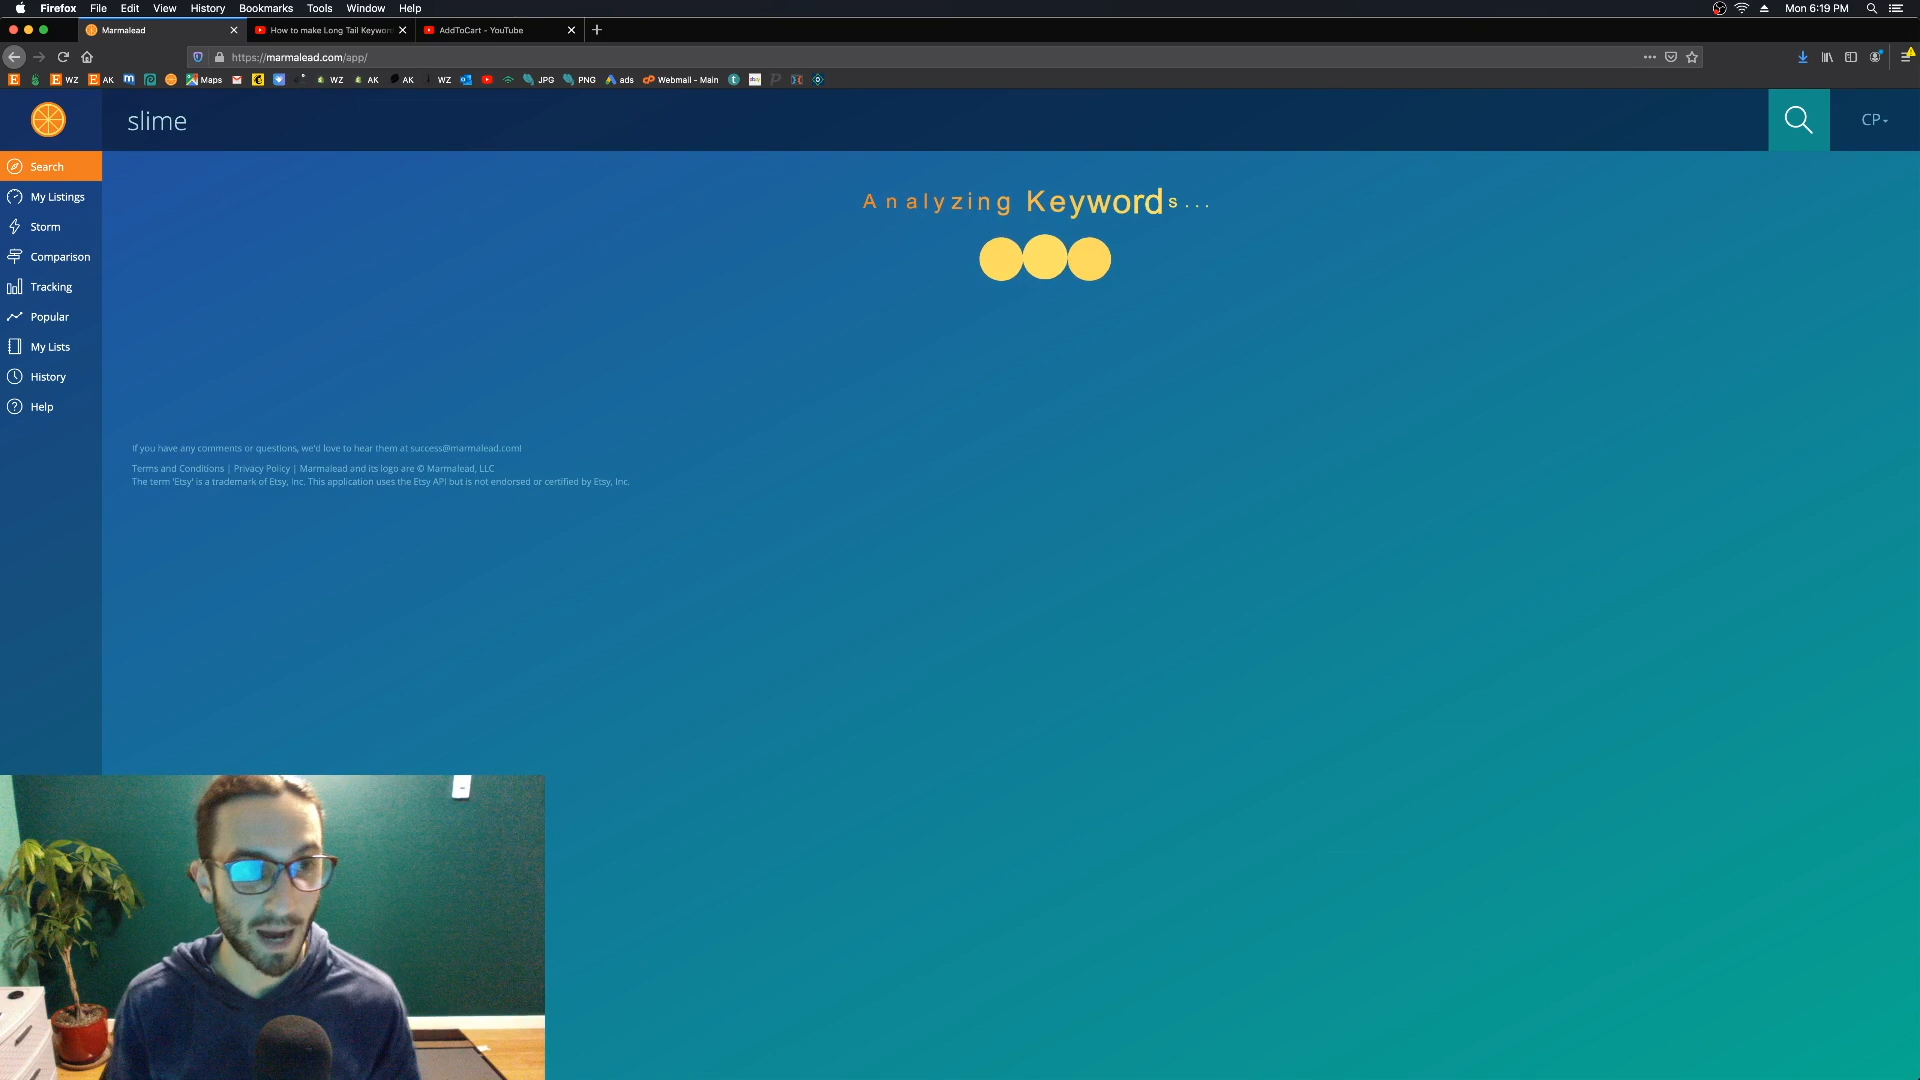 Firefox File Edit View History Bookmarks Tools Window Help Mon 6:19 PM
Marmalead How to make Long Tail Keywor AddToCart - YouTube
https://marmalead.com/app/
WZ AK Maps WZ AK AK WZ JPG PNG ads Webmail - Main
slime
CP
Search
My Listings
Storm
Comparison
Tracking
Popular
My Lists
History
Help
Analyzing Keywords...
If you have any comments or questions, we'd love to hear them at success@marmalead.com!
Terms and Conditions | Privacy Policy | Marmalead and its logo are © Marmalead, LLC
The term 'Etsy' is a trademark of Etsy, Inc. This application uses the Etsy API but is not endorsed or certified by Etsy, Inc.